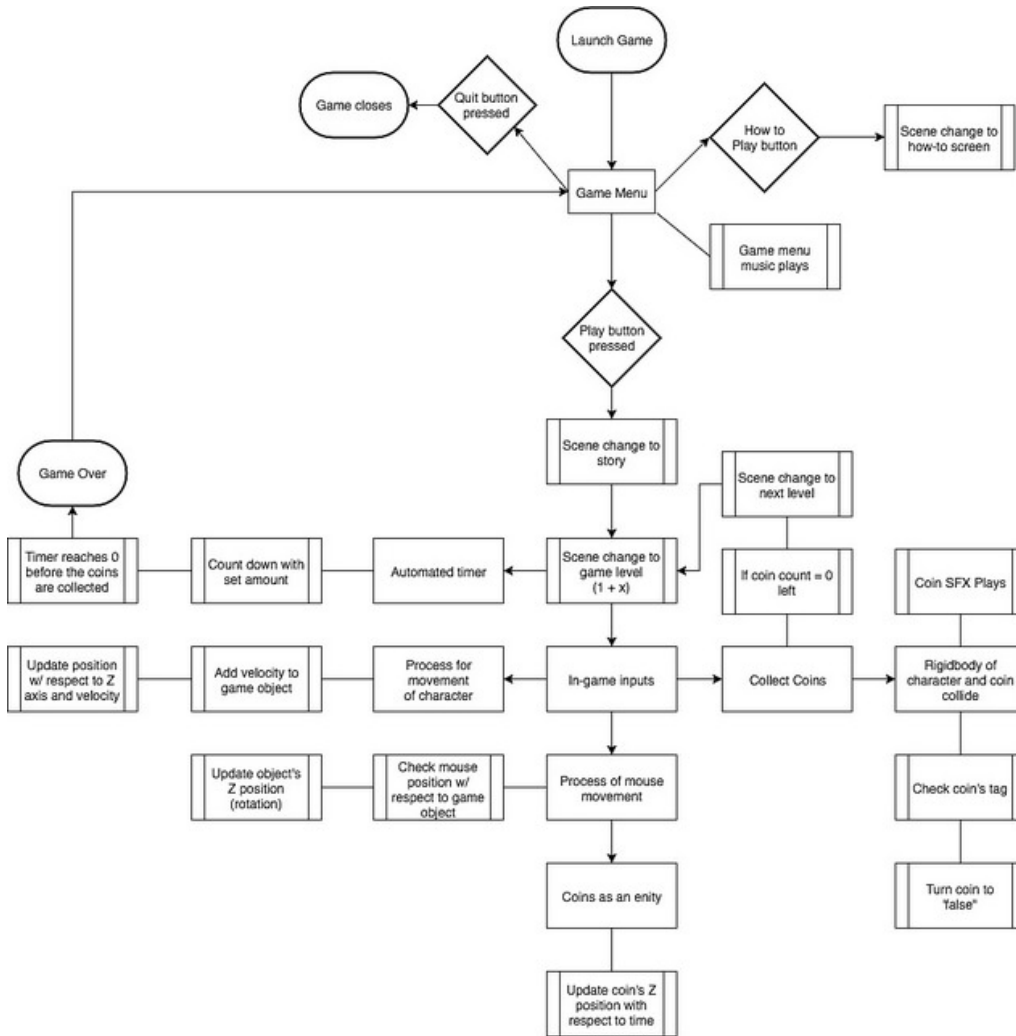 Launch Game
Game closes
Quit button
pressed
How to
Play button
Scene change to
how-to screen
Game Menu
Game menu
music plays
Play button
pressed
Scene change to
story
Game Over
Scene change to
next level
Timer reaches 0
before the coins
are collected
Count down with
set amount
Automated timer
Scene change to
game level
(1 + x)
If coin count = 0
left
Coin SFX Plays
Update position
w/ respect to Z
axis and velocity
Add velocity to
game object
Process for
movement
of character
In-game inputs
Collect Coins
Rigidbody of
character and coin
collide
Update object's
Z position
(rotation)
Check mouse
position w/
respect to game
object
Process of mouse
movement
Check coin's tag
Coins as an enity
Turn coin to
'false"
Update coin's Z
position with
respect to time